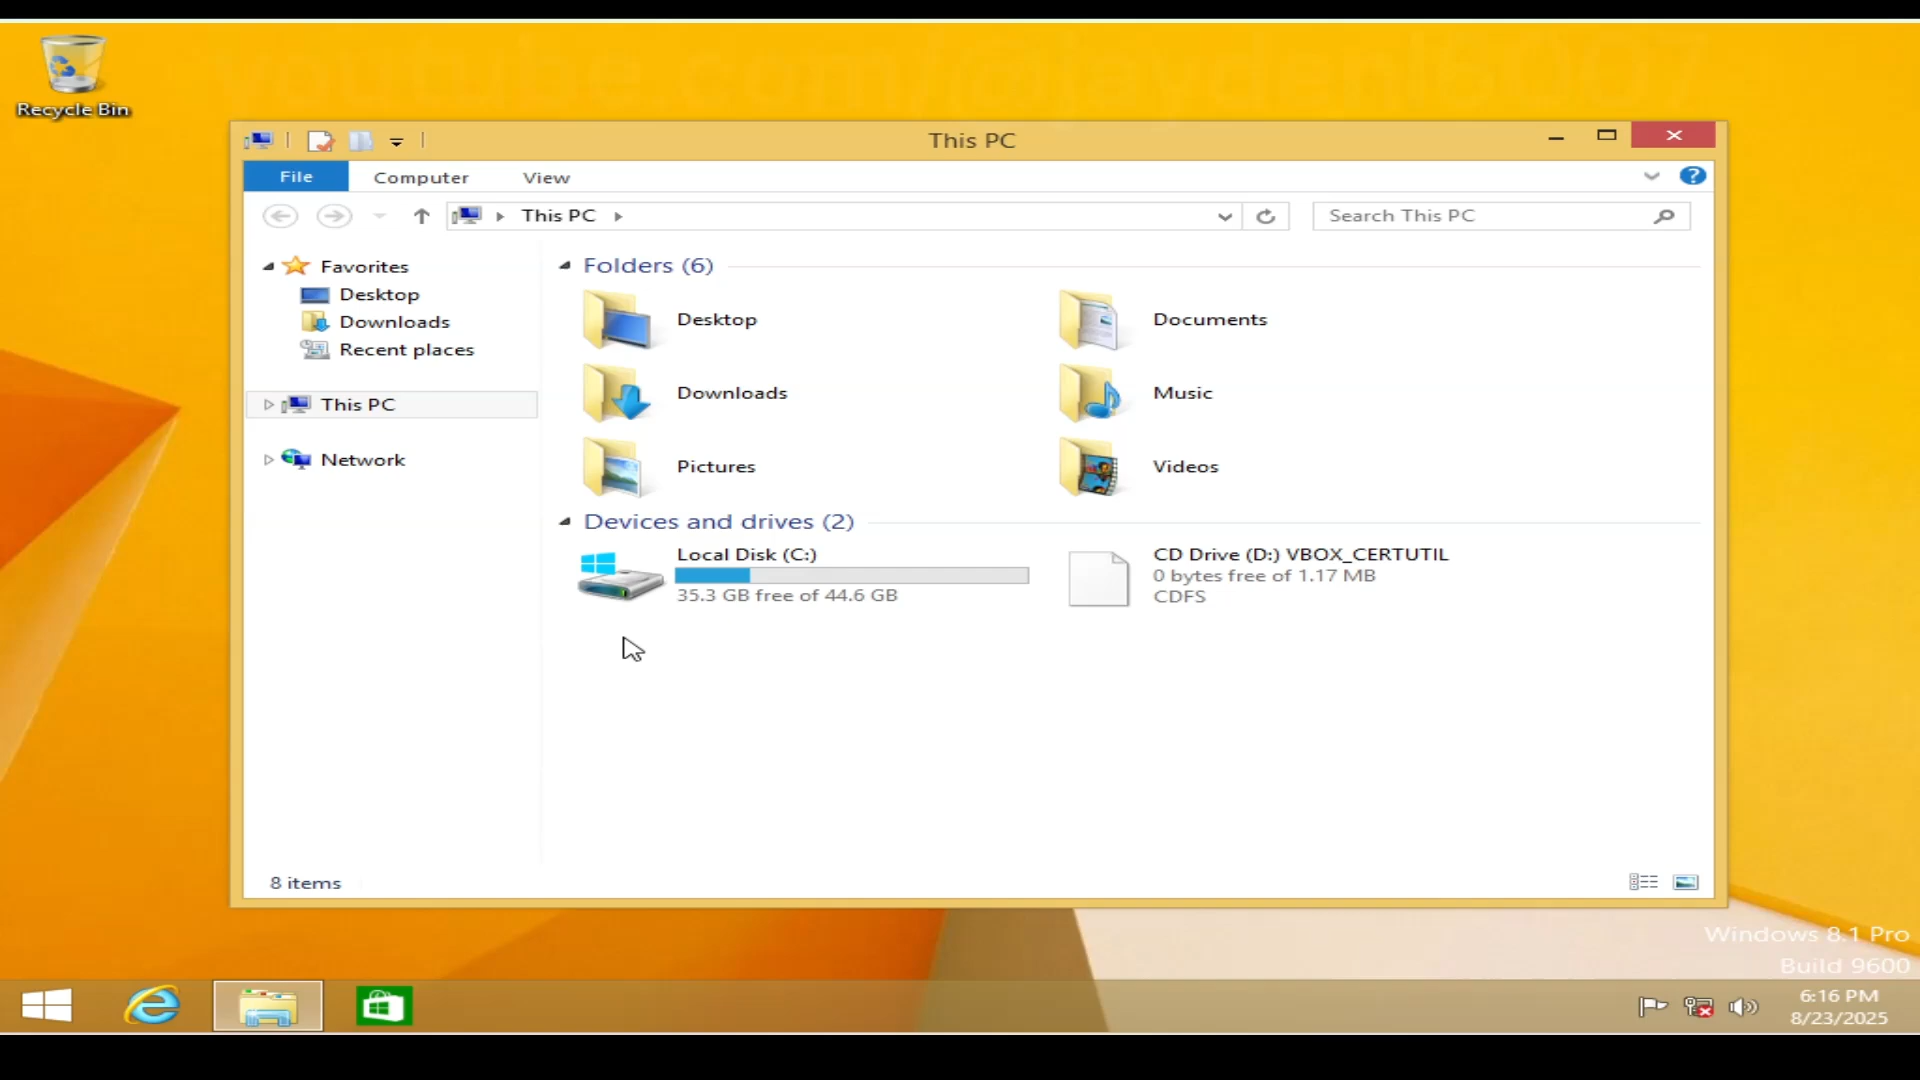 youtube.com/@jayden16007
Recycle Bin
This PC
File
Computer
View
This PC
Search This PC
Favorites
Desktop
Downloads
Recent places
This PC
Network
Folders (6)
Desktop
Documents
Downloads
Music
Pictures
Videos
Devices and drives (2)
Local Disk (C:)
35.3 GB free of 44.6 GB
CD Drive (D:) VBOX_CERTUTIL
0 bytes free of 1.17 MB
CDFS
8 items
Windows 8.1 Pro
Build 9600
6:16 PM
8/23/2025